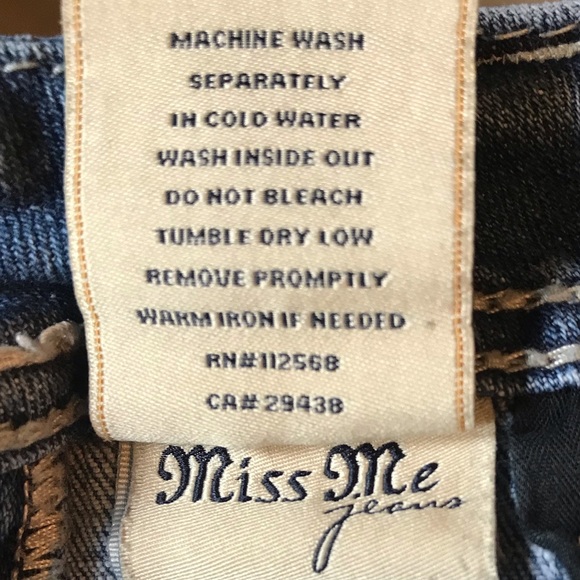 MACHINE WASH
SEPARATELY
IN COLD WATER
WASH INSIDE OUT
DO NOT BLEACH
TUMBLE DRY LOW
REMOVE PROMPTLY
WARM IRON IF NEEDED
RN#112568
CA#29438
Miss Me
jeans